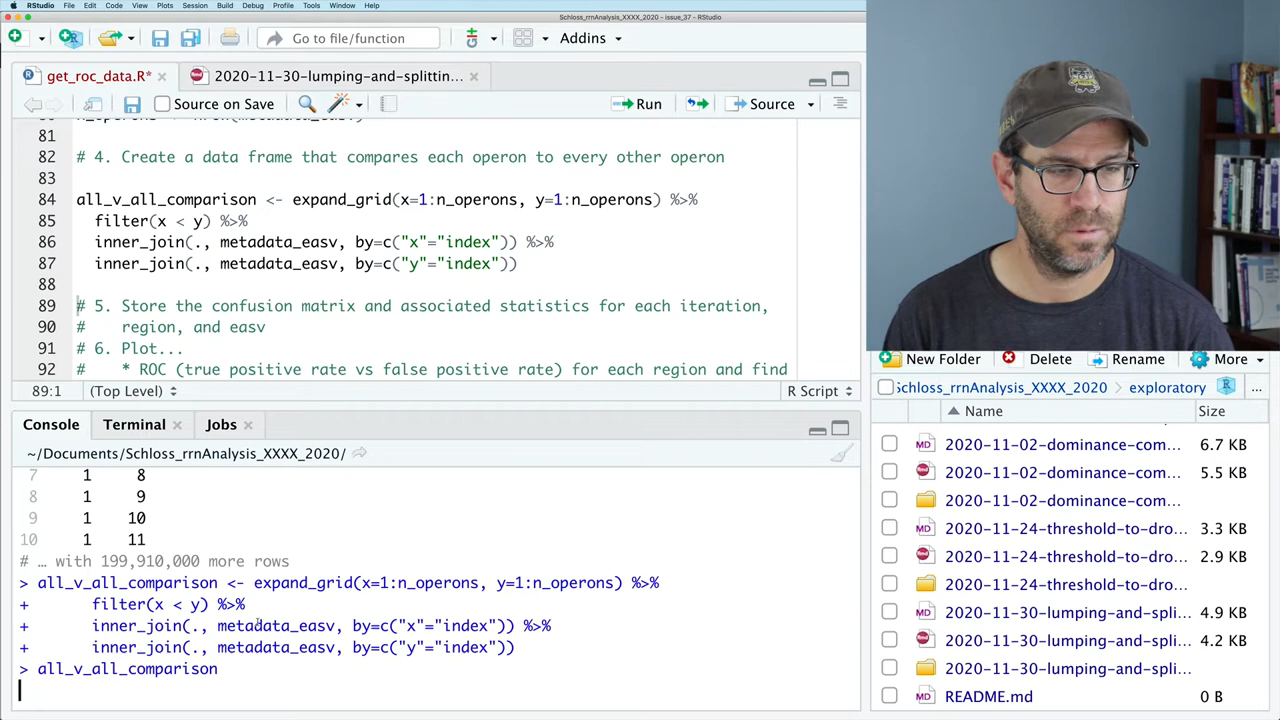 RStudio File Edit Code View Plots Session Build Debug Profile Tools Window Help
Schloss_rrnAnalysis_XXXX_2020 - issue_37 - RStudio
Go to file/function Addins
get_roc_data.R* 2020-11-30-lumping-and-splittin...
Source on Save Run Source
81
82 # 4. Create a data frame that compares each operon to every other operon
83
84 all_v_all_comparison <- expand_grid(x=1:n_operons, y=1:n_operons) %>%
85 filter(x < y) %>%
86 inner_join(., metadata_easv, by=c("x"="index")) %>%
87 inner_join(., metadata_easv, by=c("y"="index"))
88
89 # 5. Store the confusion matrix and associated statistics for each iteration,
90 # region, and easv
91 # 6. Plot...
92 # * ROC (true positive rate vs false positive rate) for each region and find
89:1 (Top Level) R Script
Console Terminal Jobs
~/Documents/Schloss_rrnAnalysis_XXXX_2020/
7 1 8
8 1 9
9 1 10
10 1 11
# … with 199,910,000 more rows
> all_v_all_comparison <- expand_grid(x=1:n_operons, y=1:n_operons) %>%
+ filter(x < y) %>%
+ inner_join(., metadata_easv, by=c("x"="index")) %>%
+ inner_join(., metadata_easv, by=c("y"="index"))
> all_v_all_comparison
New Folder Delete Rename More
Schloss_rrnAnalysis_XXXX_2020 > exploratory ...
Name Size
MD 2020-11-02-dominance-com... 6.7 KB
2020-11-02-dominance-com... 5.5 KB
2020-11-02-dominance-com...
MD 2020-11-24-threshold-to-dro... 3.3 KB
2020-11-24-threshold-to-dro... 2.9 KB
2020-11-24-threshold-to-dro...
MD 2020-11-30-lumping-and-spli... 4.9 KB
2020-11-30-lumping-and-spli... 4.2 KB
2020-11-30-lumping-and-spli...
MD README.md 0 B